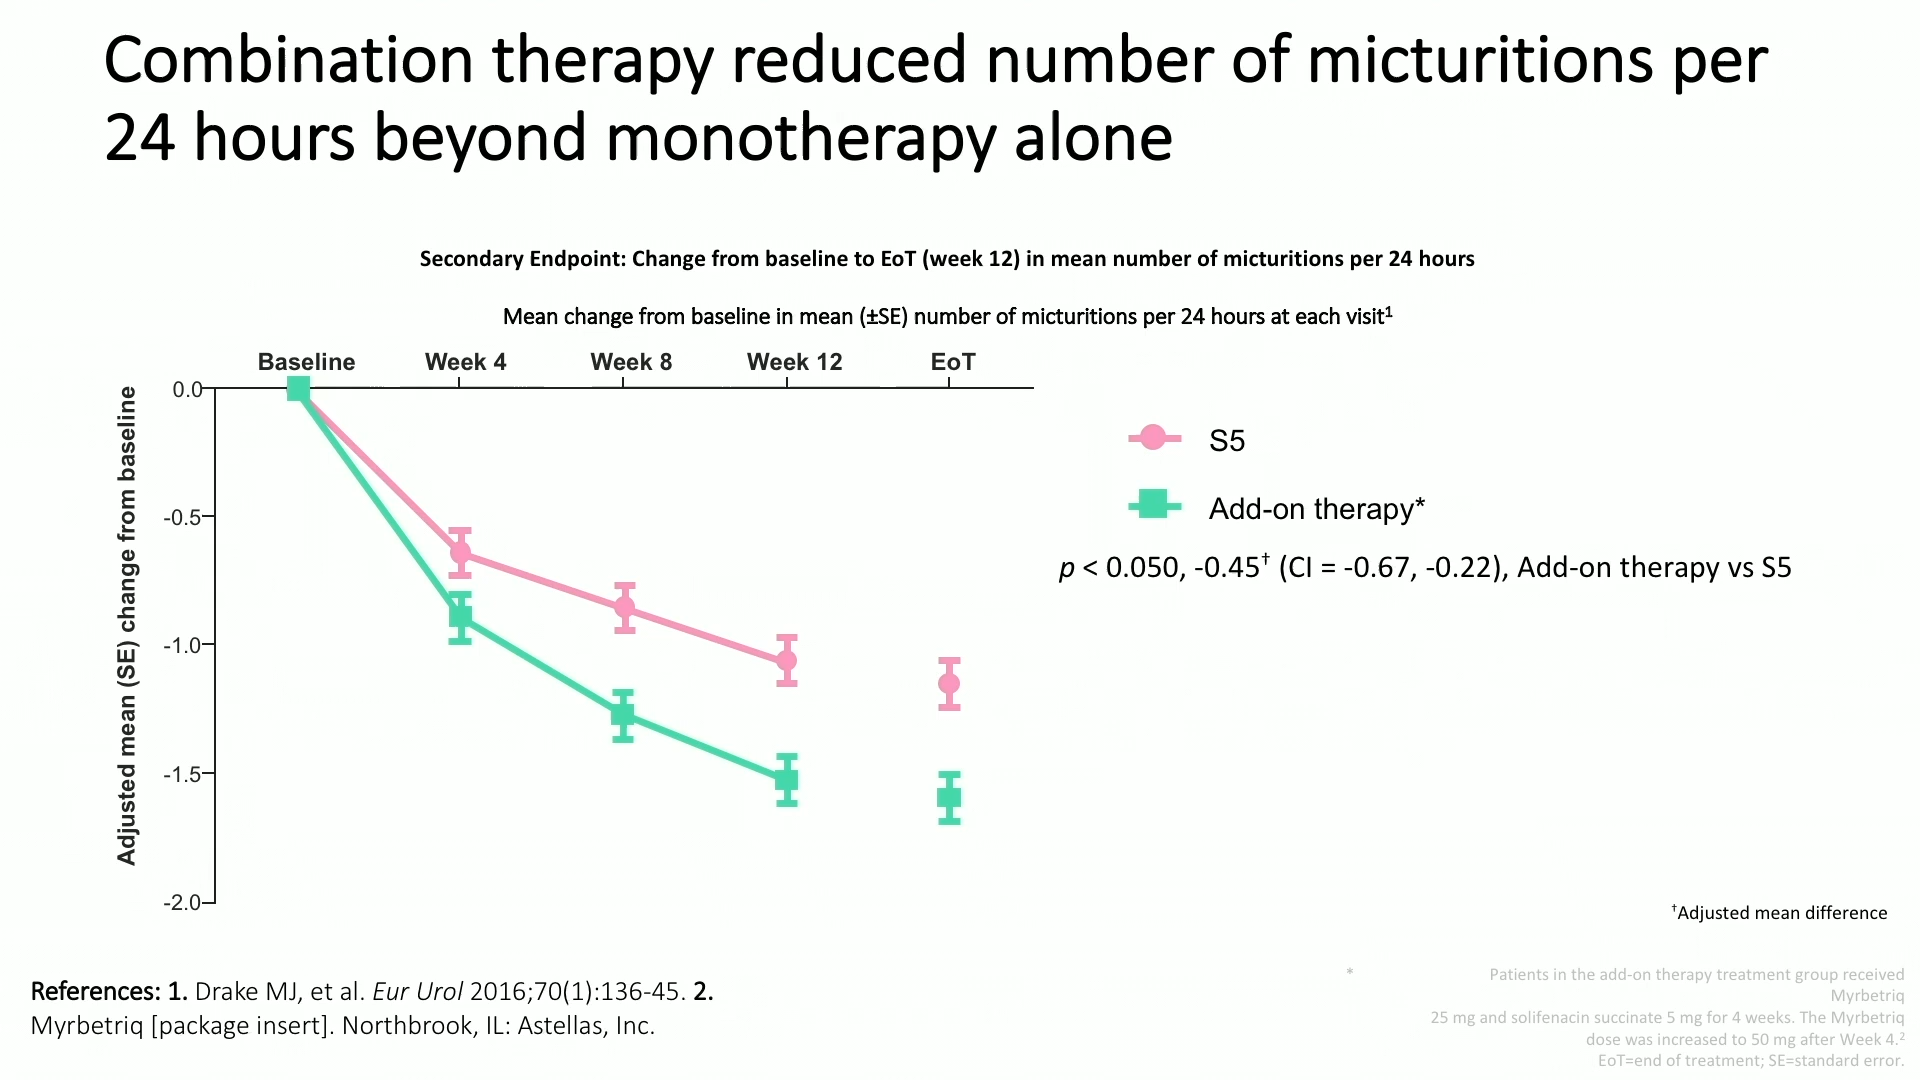 Combination therapy reduced number of micturitions per
24 hours beyond monotherapy alone
Secondary Endpoint: Change from baseline to EoT (week 12) in mean number of micturitions per 24 hours
Mean change from baseline in mean (±SE) number of micturitions per 24 hours at each visit¹
Baseline Week 4 Week 8 Week 12 EoT
Adjusted mean (SE) change from baseline
0.0
-0.5
-1.0
-1.5
-2.0
S5
Add-on therapy*
p < 0.050, -0.45† (CI = -0.67, -0.22), Add-on therapy vs S5
†Adjusted mean difference
References: 1. Drake MJ, et al. Eur Urol 2016;70(1):136-45. 2.
Myrbetriq [package insert]. Northbrook, IL: Astellas, Inc.
* Patients in the add-on therapy treatment group received
Myrbetriq
25 mg and solifenacin succinate 5 mg for 4 weeks. The Myrbetriq
dose was increased to 50 mg after Week 4.²
EoT=end of treatment; SE=standard error.